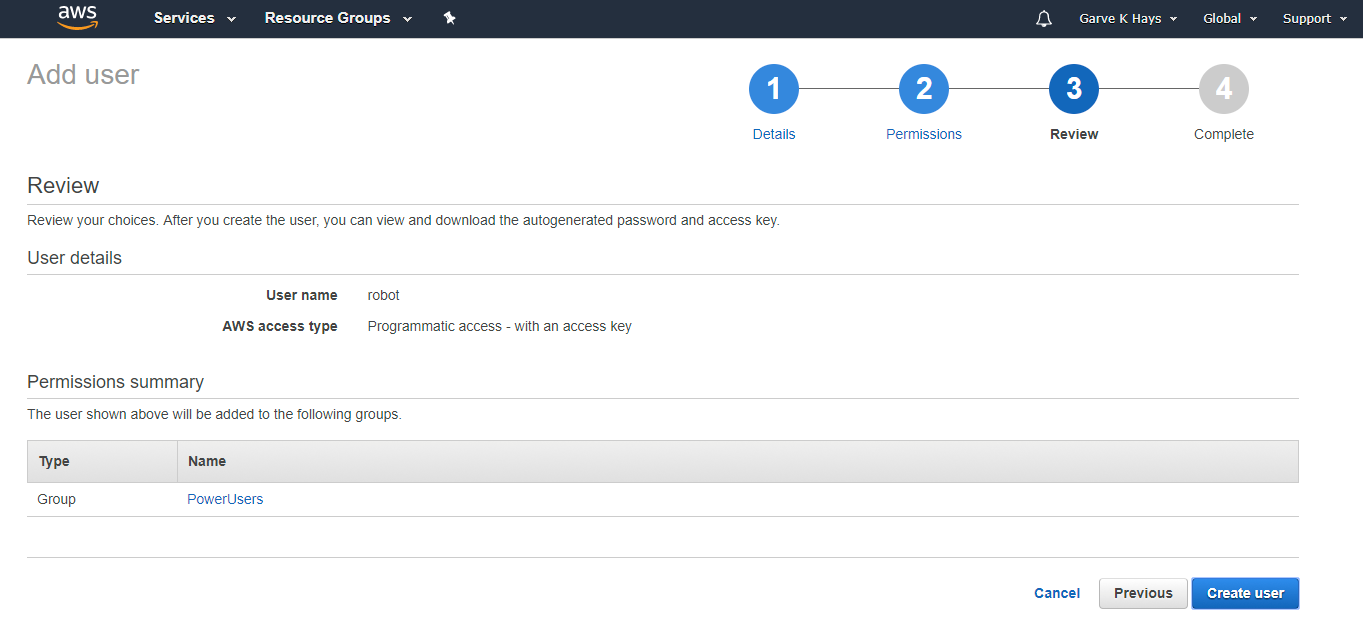 aws Services Resource Groups Garve K Hays Global Support
Add user
1 2 3 4
Details Permissions Review Complete
Review
Review your choices. After you create the user, you can view and download the autogenerated password and access key.
User details
User name robot
AWS access type Programmatic access - with an access key
Permissions summary
The user shown above will be added to the following groups.
Type Name
Group PowerUsers
Cancel Previous Create user